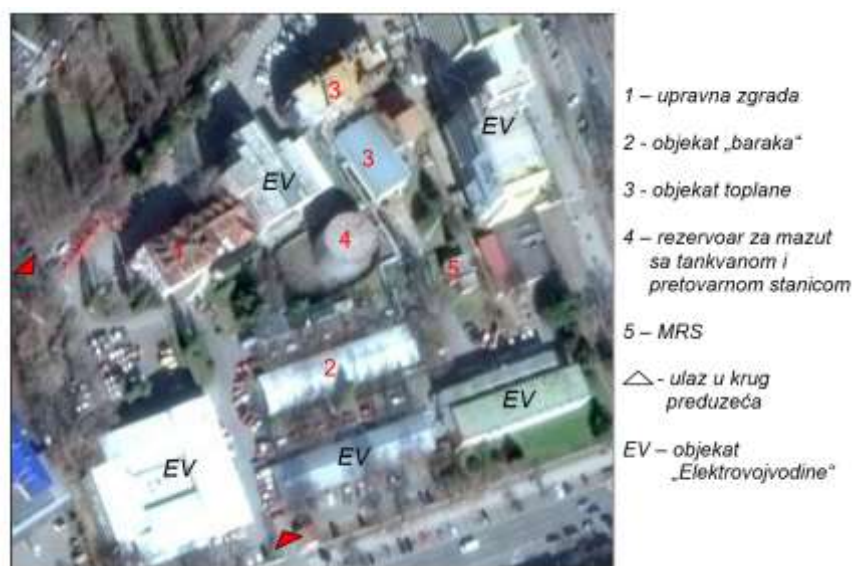 3
EV
3
EV
1
4
5
2
EV
EV
EV
1 – upravna zgrada
2 - objekat „baraka“
3 - objekat toplane
4 – rezervoar za mazut
sa tankvanom i
pretovarnom stanicom
5 – MRS
- ulaz u krug
preduzeća
EV – objekat
„Elektrovojvodine“